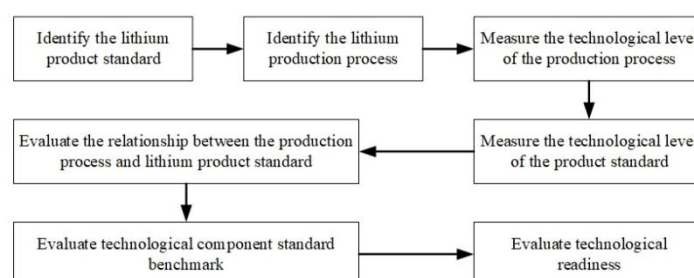 Identify the lithium
product standard
Identify the lithium
production process
Measure the technological level
of the production process
Measure the technological level
of the product standard
Evaluate the relationship between the production
process and lithium product standard
Evaluate technological component standard
benchmark
Evaluate technological
readiness